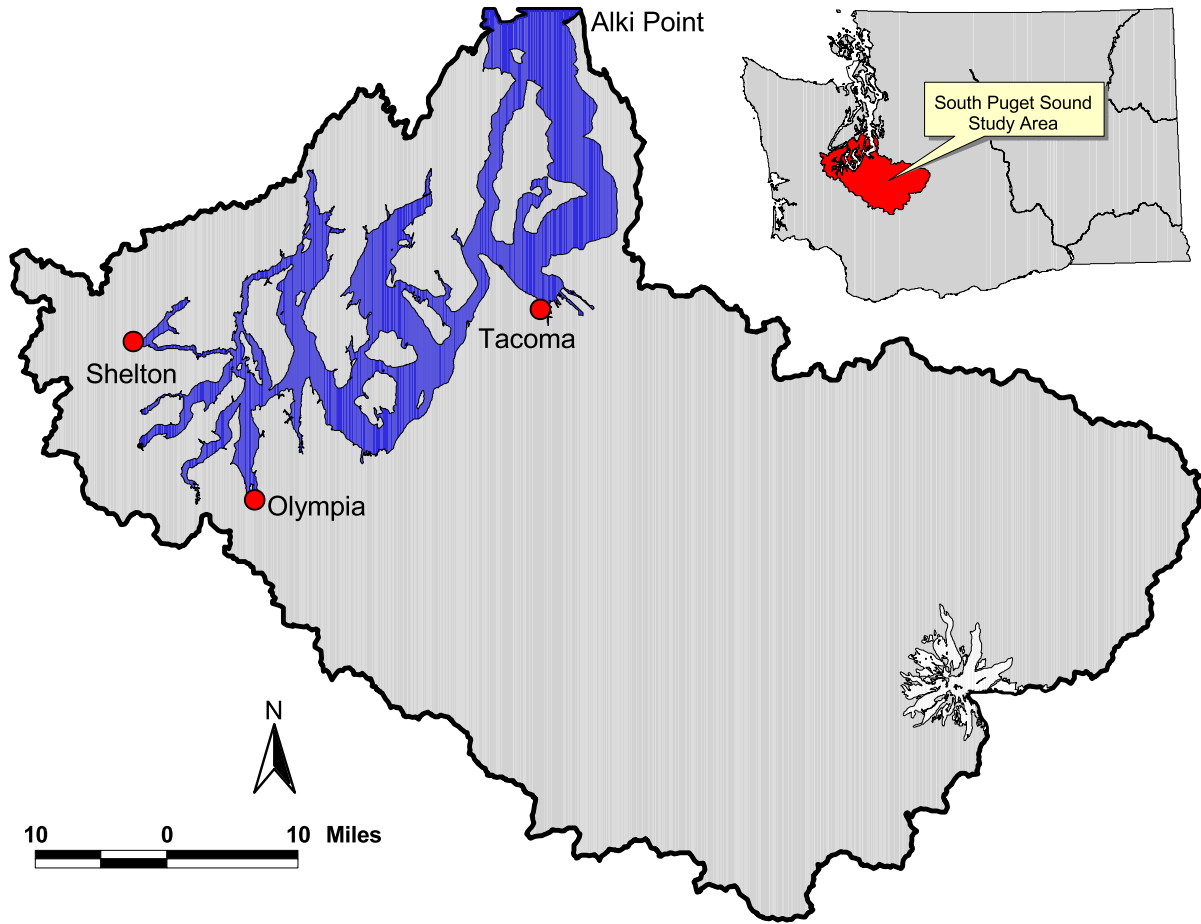 Alki Point
South Puget Sound
Study Area
Tacoma
Shelton
Olympia
N
10 0 10 Miles